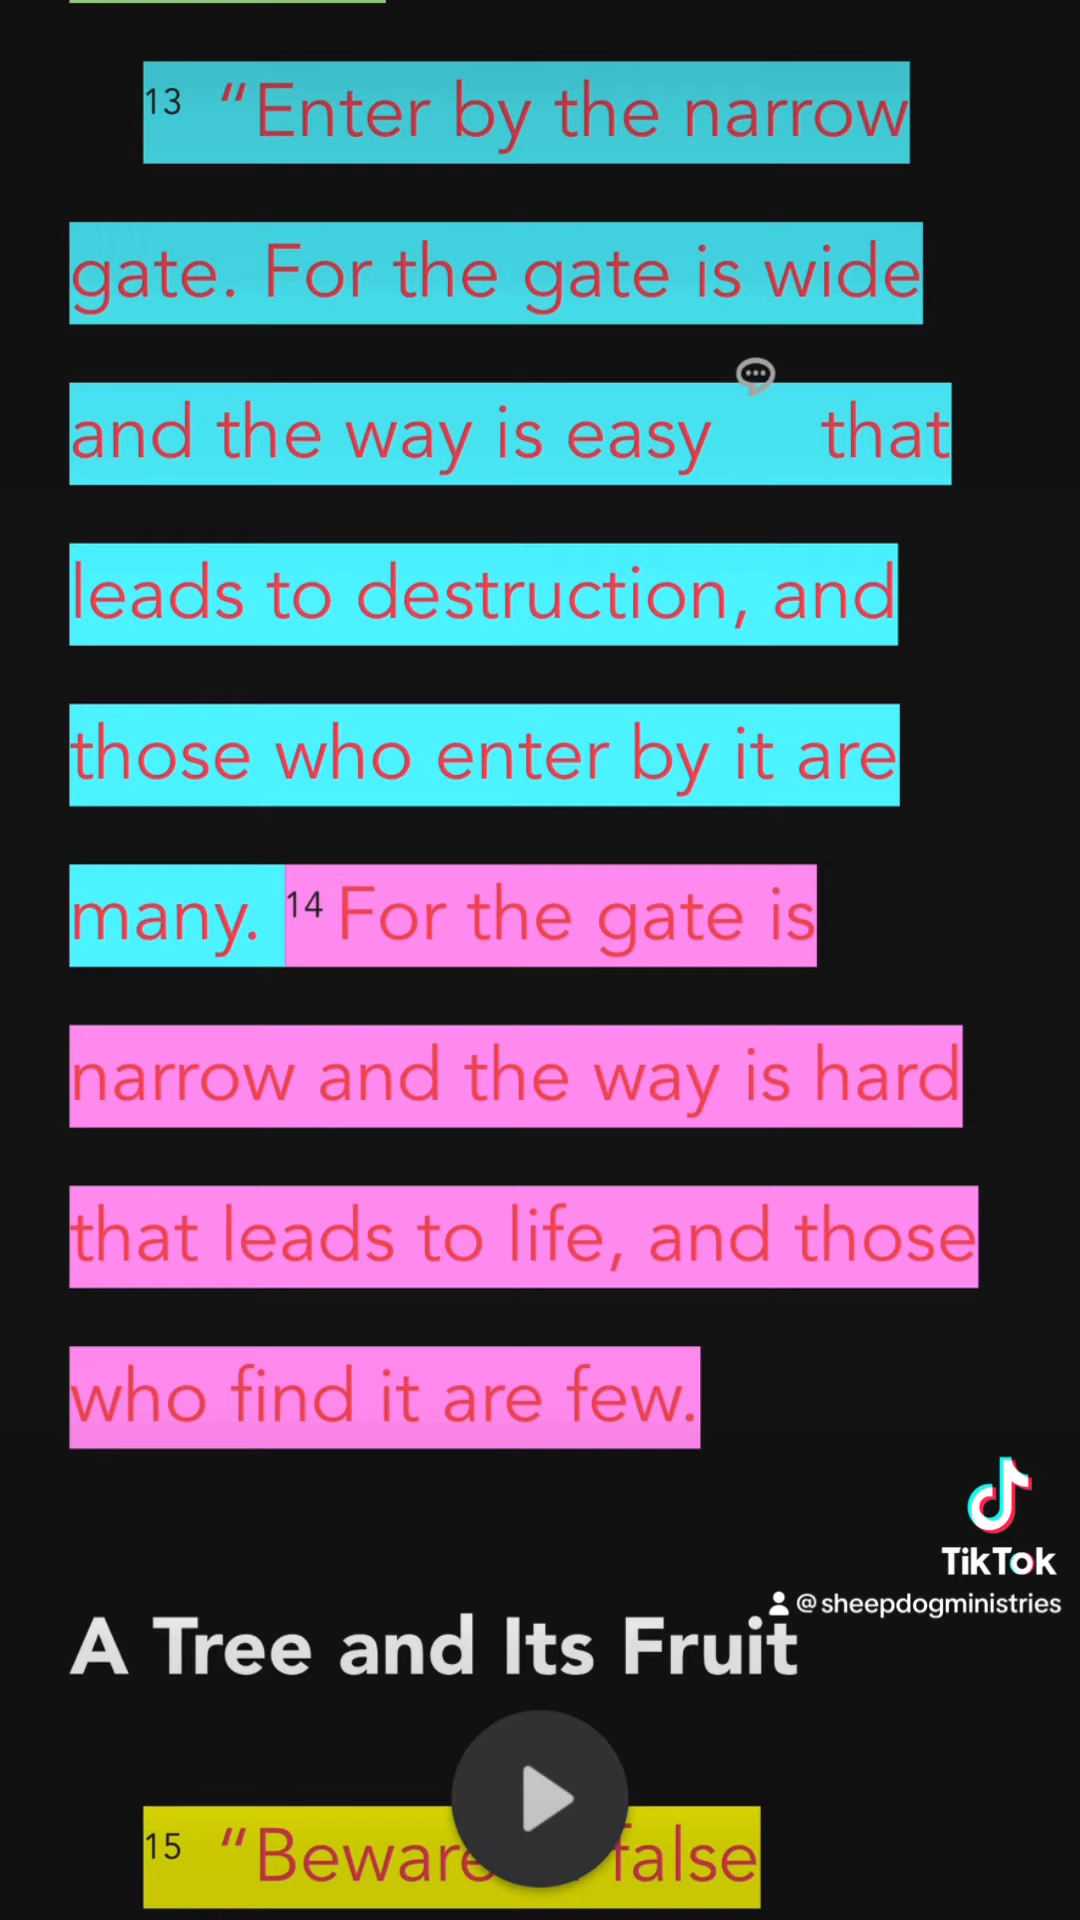 13 “Enter by the narrow
gate. For the gate is wide
and the way is easy that
leads to destruction, and
those who enter by it are
many. 14 For the gate is
narrow and the way is hard
that leads to life, and those
who find it are few.
TikTok
@sheepdogministries
A Tree and Its Fruit
15 “Beware false